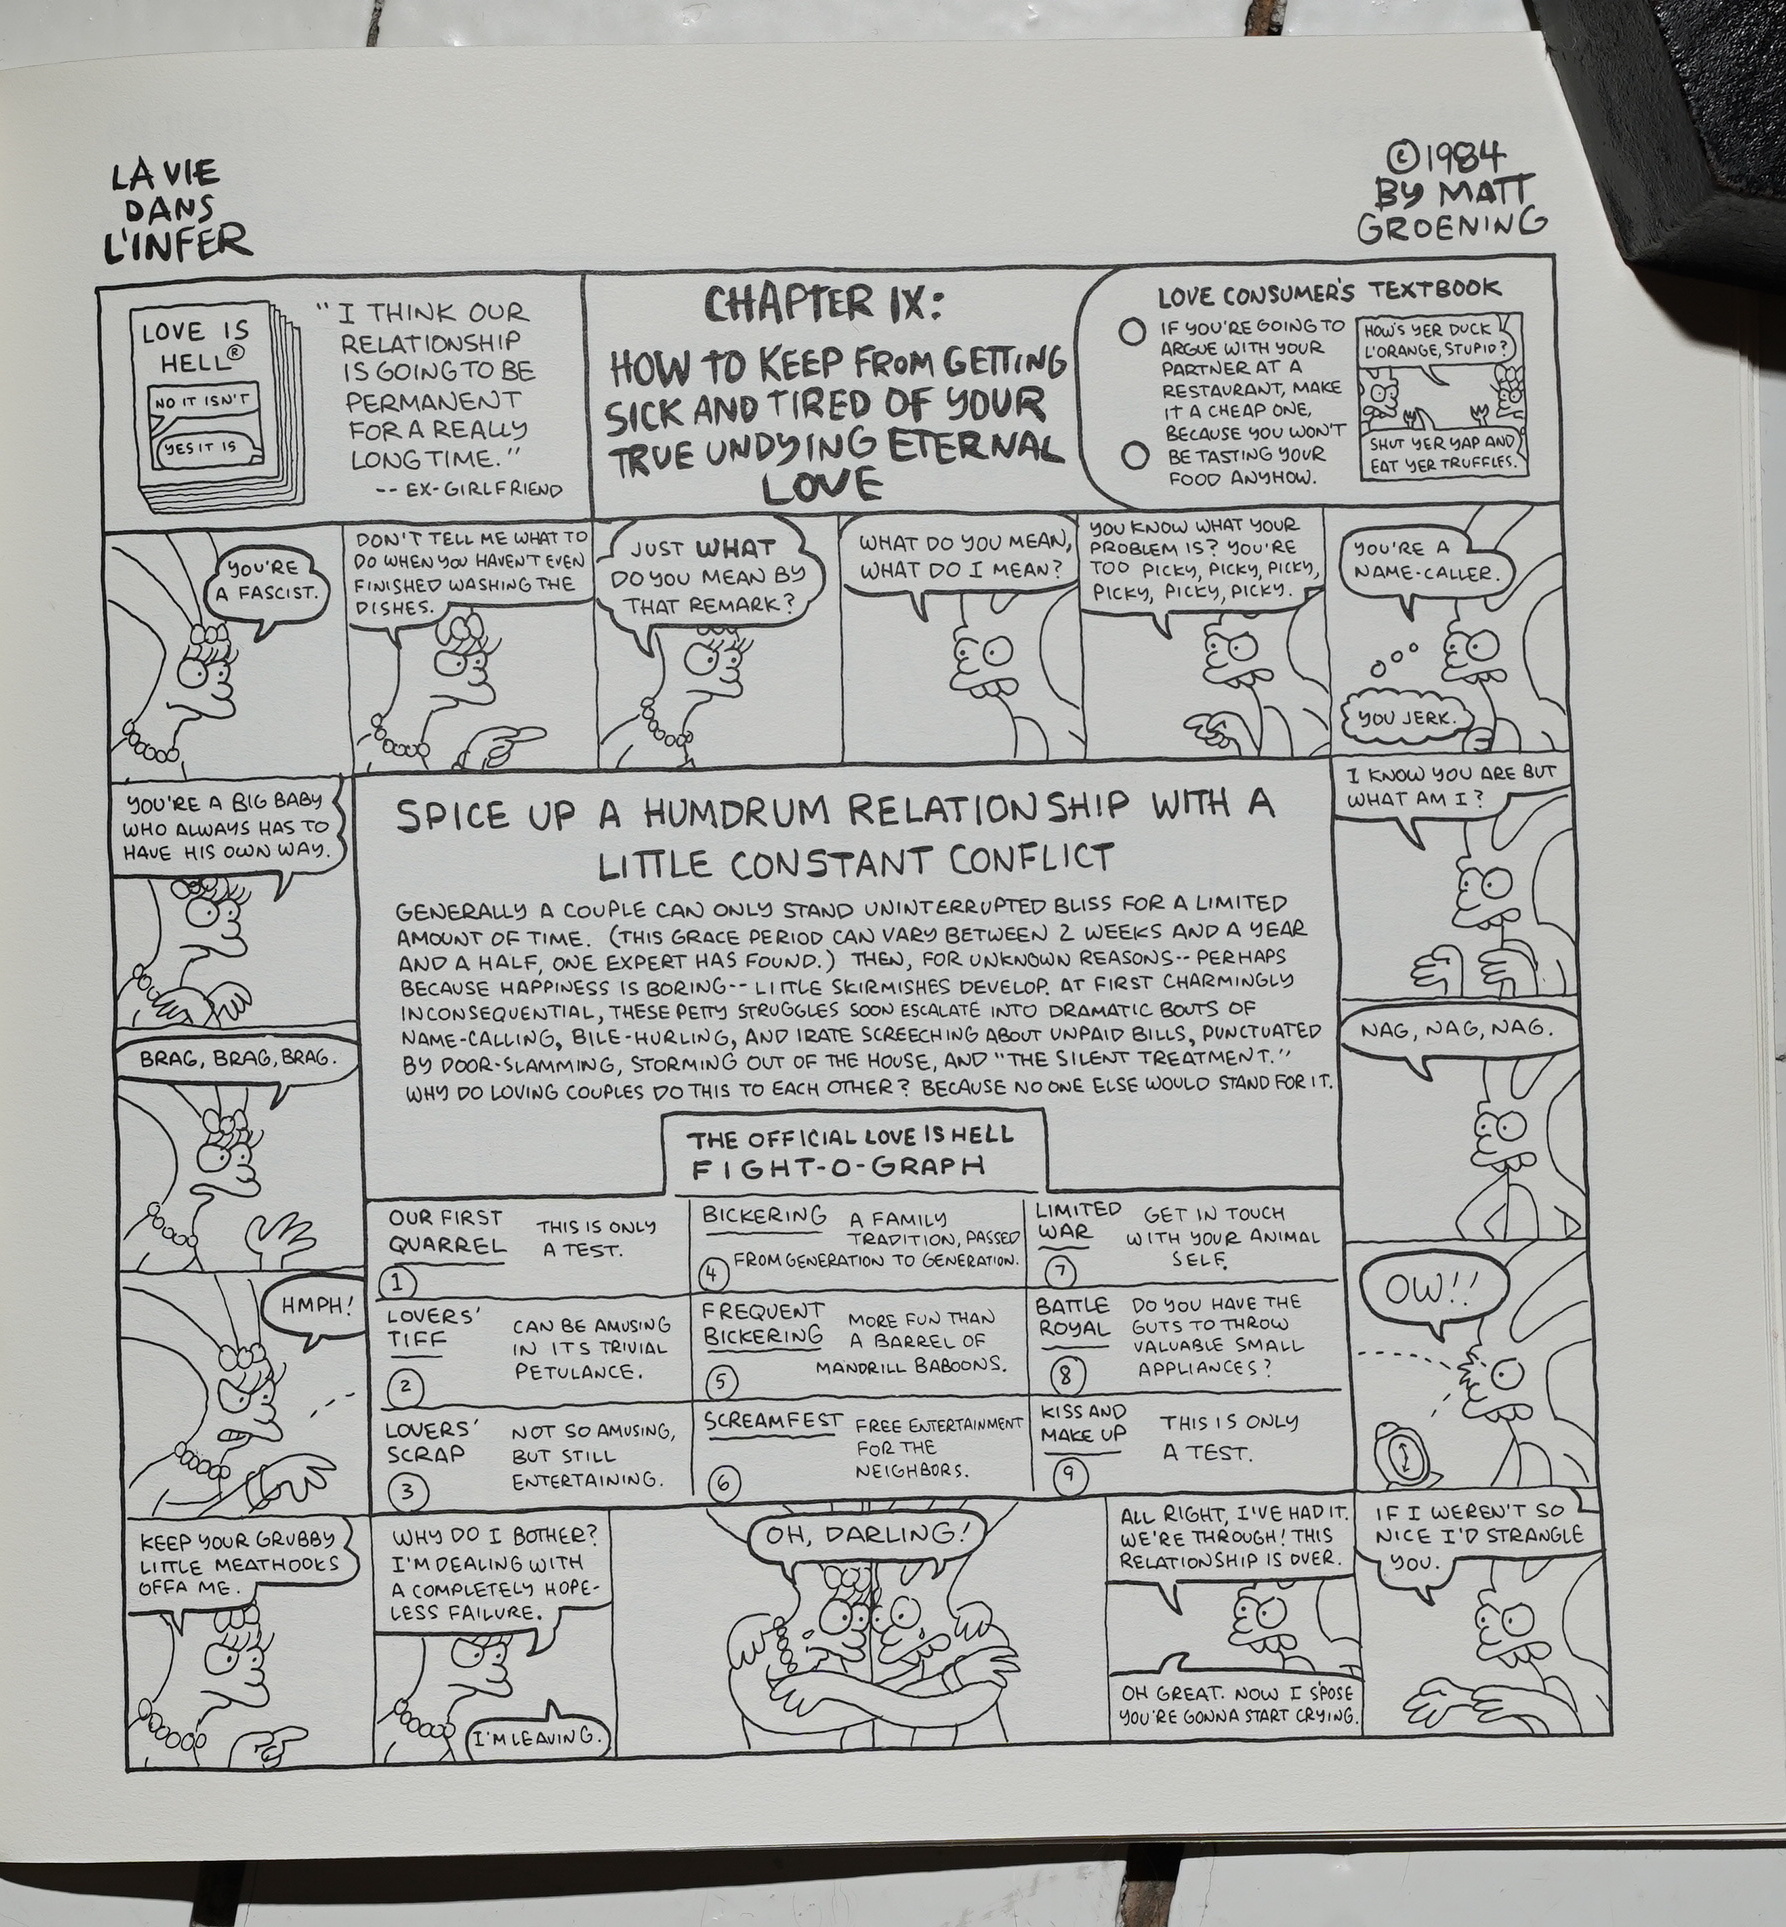 LA VIE
DANS
L'INFER
©1984
BY MATT
GROENING
LOVE IS
HELL®
NO IT ISN'T
YES IT IS
"I THINK OUR
RELATIONSHIP
IS GOING TO BE
PERMANENT
FOR A REALLY
LONG TIME."
-- EX-GIRLFRIEND
CHAPTER IX:
HOW TO KEEP FROM GETTING
SICK AND TIRED OF YOUR
TRUE UNDYING ETERNAL
LOVE
LOVE CONSUMER'S TEXTBOOK
IF YOU'RE GOING TO
ARGUE WITH YOUR
PARTNER AT A
RESTAURANT, MAKE
IT A CHEAP ONE,
BECAUSE YOU WON'T
BE TASTING YOUR
FOOD ANYHOW.
HOW'S YER DUCK
L'ORANGE, STUPID?
SHUT YER YAP AND
EAT YER TRUFFLES.
YOU'RE
A FASCIST.
DON'T TELL ME WHAT TO
DO WHEN YOU HAVEN'T EVEN
FINISHED WASHING THE
DISHES.
JUST WHAT
DO YOU MEAN BY
THAT REMARK?
WHAT DO YOU MEAN,
WHAT DO I MEAN?
YOU KNOW WHAT YOUR
PROBLEM IS? YOU'RE
TOO PICKY, PICKY, PICKY,
PICKY, PICKY, PICKY.
YOU'RE A
NAME-CALLER.
YOU JERK.
YOU'RE A BIG BABY
WHO ALWAYS HAS TO
HAVE HIS OWN WAY.
I KNOW YOU ARE BUT
WHAT AM I?
BRAG, BRAG, BRAG.
NAG, NAG, NAG.
HMPH!
OW!!
SPICE UP A HUMDRUM RELATIONSHIP WITH A
LITTLE CONSTANT CONFLICT
GENERALLY A COUPLE CAN ONLY STAND UNINTERRUPTED BLISS FOR A LIMITED
AMOUNT OF TIME. (THIS GRACE PERIOD CAN VARY BETWEEN 2 WEEKS AND A YEAR
AND A HALF, ONE EXPERT HAS FOUND.) THEN, FOR UNKNOWN REASONS-- PERHAPS
BECAUSE HAPPINESS IS BORING-- LITTLE SKIRMISHES DEVELOP. AT FIRST CHARMINGLY
INCONSEQUENTIAL, THESE PETTY STRUGGLES SOON ESCALATE INTO DRAMATIC BOUTS OF
NAME-CALLING, BILE-HURLING, AND IRATE SCREECHING ABOUT UNPAID BILLS, PUNCTUATED
BY DOOR-SLAMMING, STORMING OUT OF THE HOUSE, AND "THE SILENT TREATMENT."
WHY DO LOVING COUPLES DO THIS TO EACH OTHER? BECAUSE NO ONE ELSE WOULD STAND FOR IT.
THE OFFICIAL LOVE IS HELL
FIGHT-O-GRAPH
OUR FIRST
QUARREL
1
THIS IS ONLY
A TEST.
LOVERS'
TIFF
2
CAN BE AMUSING
IN ITS TRIVIAL
PETULANCE.
LOVERS'
SCRAP
3
NOT SO AMUSING,
BUT STILL
ENTERTAINING.
BICKERING
4
A FAMILY
TRADITION, PASSED
FROM GENERATION TO GENERATION.
FREQUENT
BICKERING
5
MORE FUN THAN
A BARREL OF
MANDRILL BABOONS.
SCREAMFEST
6
FREE ENTERTAINMENT
FOR THE
NEIGHBORS.
LIMITED
WAR
7
GET IN TOUCH
WITH YOUR ANIMAL
SELF.
BATTLE
ROYAL
8
DO YOU HAVE THE
GUTS TO THROW
VALUABLE SMALL
APPLIANCES?
KISS AND
MAKE UP
9
THIS IS ONLY
A TEST.
KEEP YOUR GRUBBY
LITTLE MEATHOOKS
OFFA ME.
WHY DO I BOTHER?
I'M DEALING WITH
A COMPLETELY HOPE-
LESS FAILURE.
I'M LEAVING.
OH, DARLING!
ALL RIGHT, I'VE HAD IT.
WE'RE THROUGH! THIS
RELATIONSHIP IS OVER.
OH GREAT. NOW I S'POSE
YOU'RE GONNA START CRYING.
IF I WEREN'T SO
NICE I'D STRANGLE
YOU.